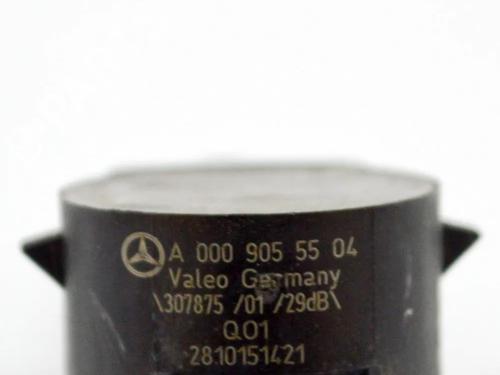 A 000 905 55 04
Valeo Germany
\307875 /01 /29dB\
Q01
2810151421